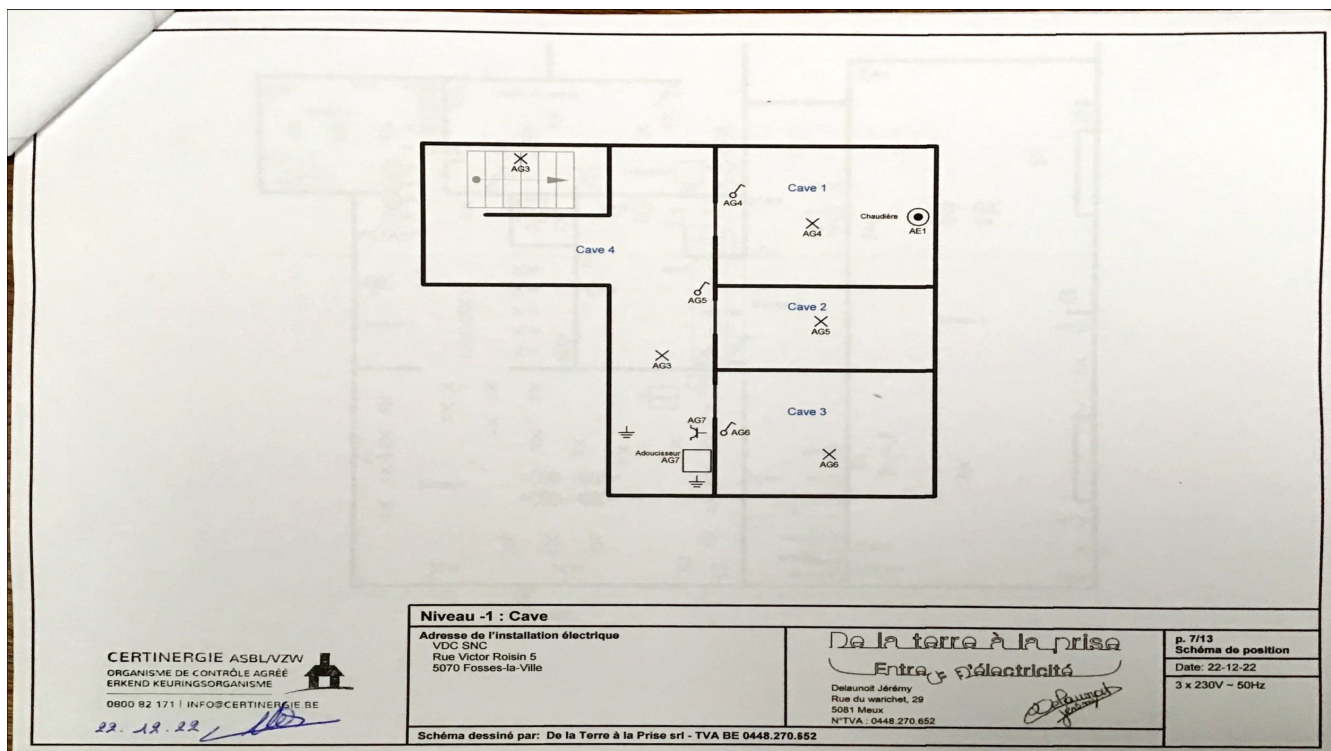 AG3
AG4
Cave 1
AG4
Chaudière
AE1
Cave 4
AG5
Cave 2
AG5
AG3
Cave 3
AG7
AG6
Adoucisseur
AG7
AG6
Niveau -1 : Cave
Adresse de l'installation électrique
VDC SNC
Rue Victor Roisin 5
5070 Fosses-la-Ville
De la terre à la prise
Entre
d'électricité
Delaunoit Jérémy
Rue du warichet, 29
5081 Meux
N°TVA : 0448.270.652
Delaunoit
Jérémy
p. 7/13
Schéma de position
Date: 22-12-22
3 x 230V ~ 50Hz
Schéma dessiné par: De la Terre à la Prise srl - TVA BE 0448.270.652
CERTINERGIE ASBL/VZW
ORGANISME DE CONTRÔLE AGRÉÉ
ERKEND KEURINGSORGANISME
0800 82 171 | INFO@CERTINERGIE.BE
22. 12. 22